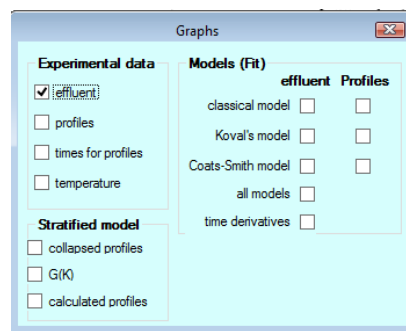 Graphs
Experimental data
effluent
profiles
times for profiles
temperature
Stratified model
collapsed profiles
G(K)
calculated profiles
Models (Fit)
effluent Profiles
classical model
Koval's model
Coats-Smith model
all models
time derivatives